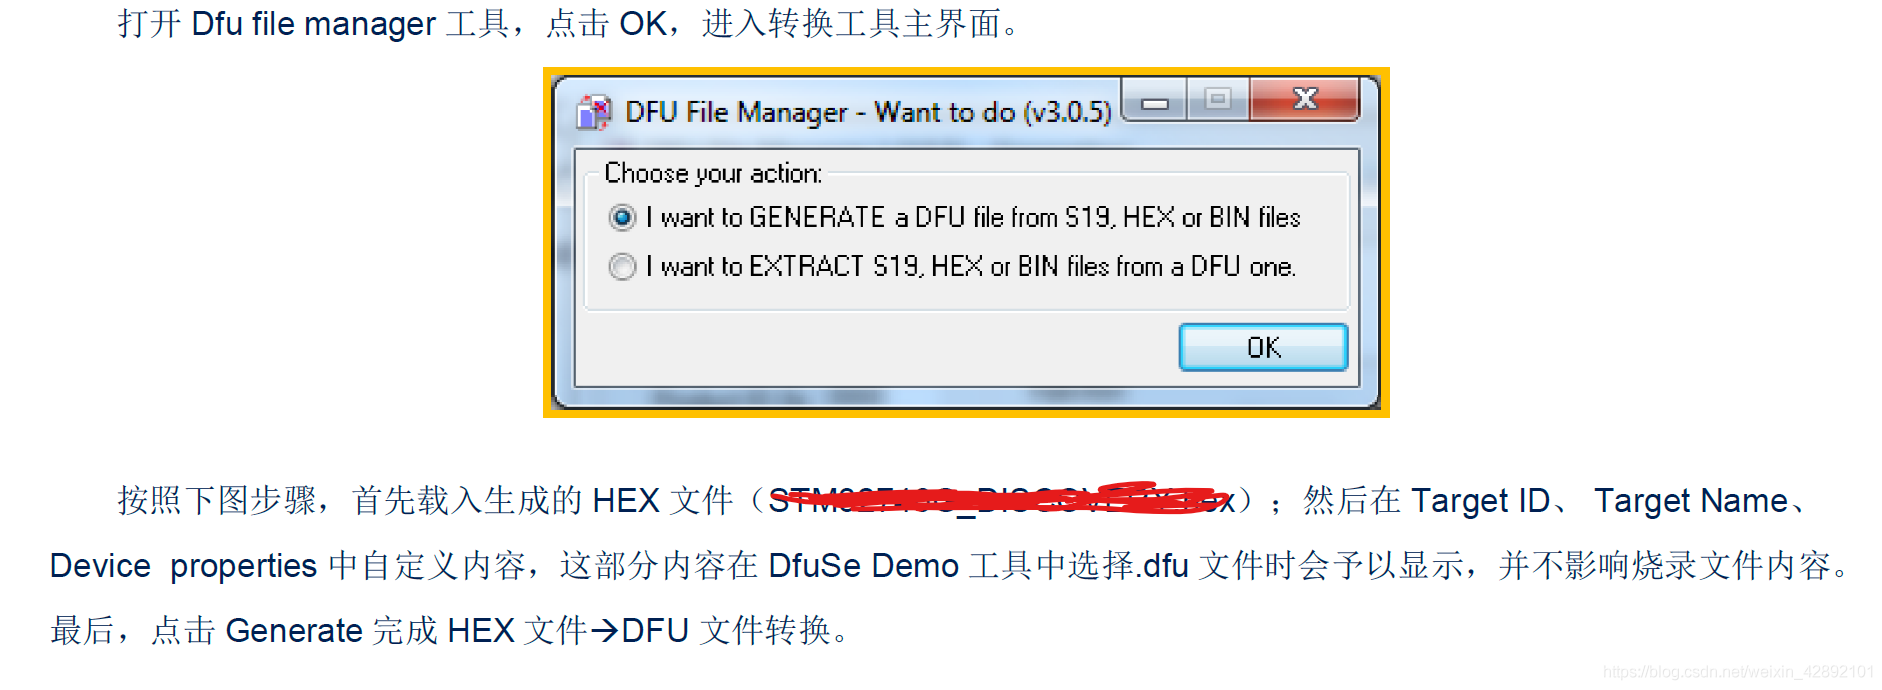 打开 Dfu file manager 工具，点击 OK，进入转换工具主界面。
DFU File Manager - Want to do (v3.0.5)
Choose your action:
I want to GENERATE a DFU file from S19, HEX or BIN files
I want to EXTRACT S19, HEX or BIN files from a DFU one.
OK
按照下图步骤，首先载入生成的 HEX 文件（）；然后在 Target ID、 Target Name、
Device properties 中自定义内容，这部分内容在 DfuSe Demo 工具中选择.dfu 文件时会予以显示，并不影响烧录文件内容。
最后，点击 Generate 完成 HEX 文件→DFU 文件转换。
https://blog.csdn.net/weixin_42892101